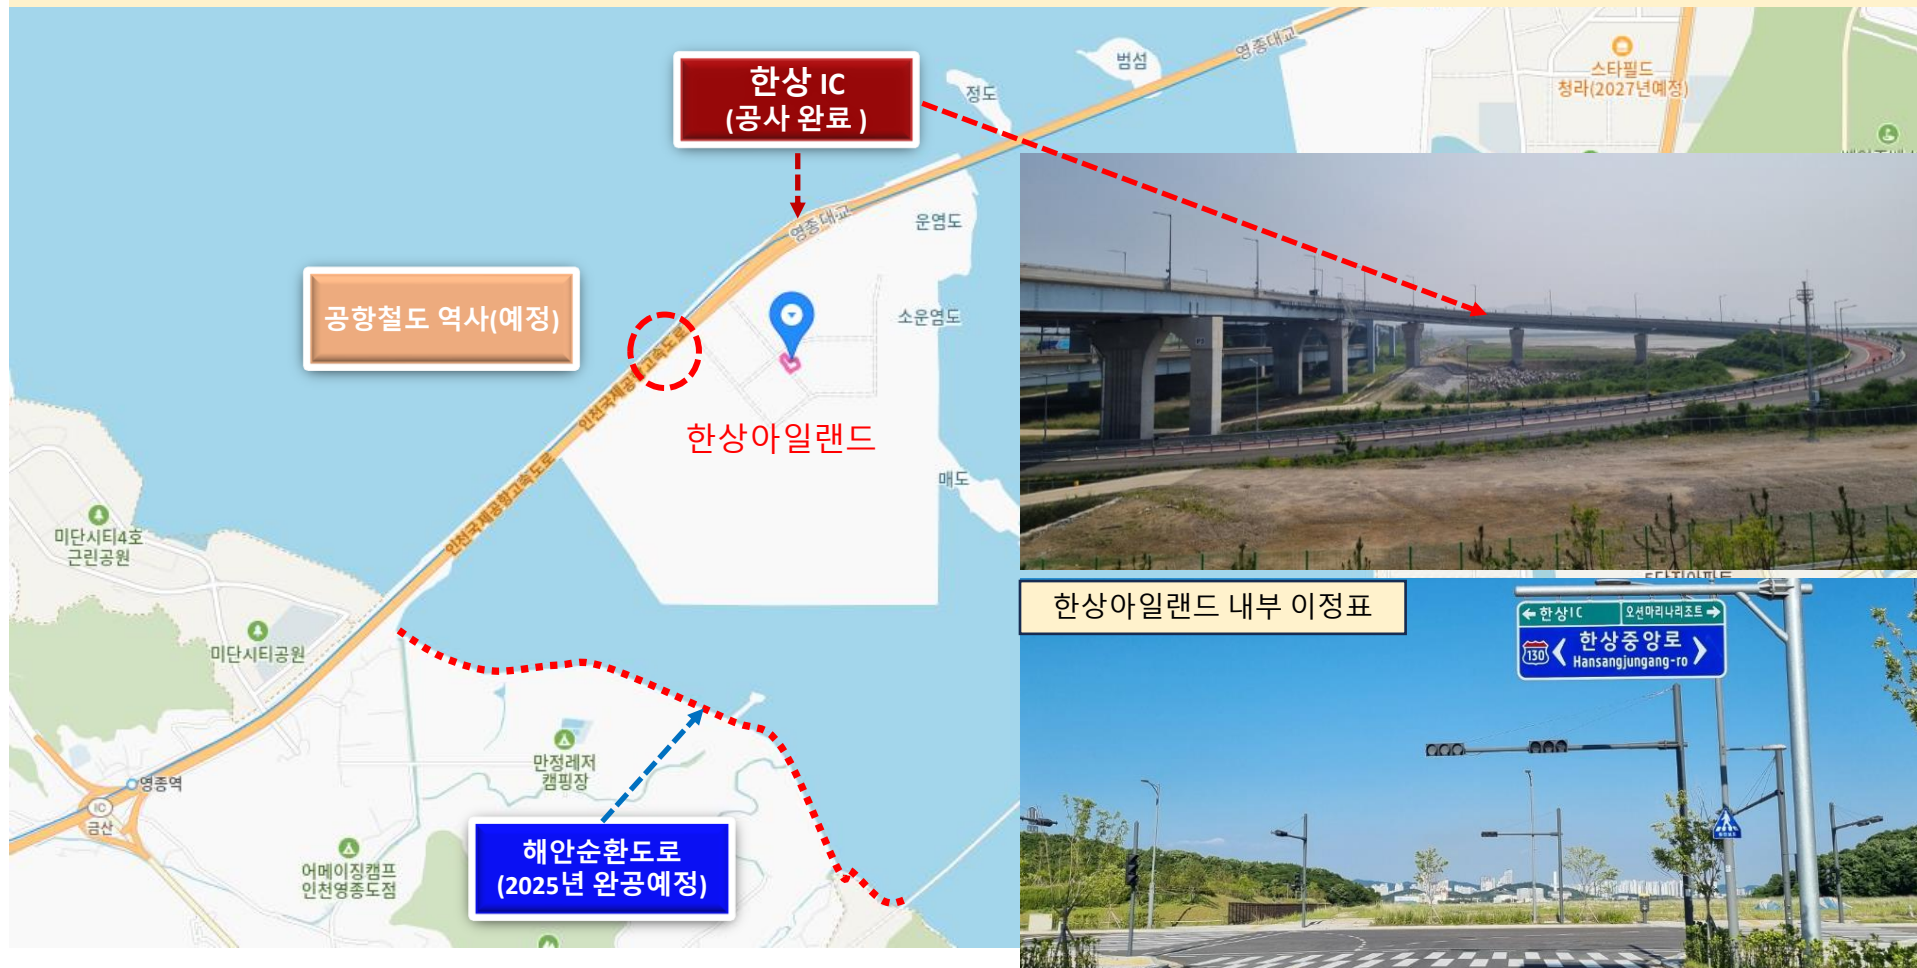 영종대교
범섬
스타필드
청라(2027년예정)
한상 IC
(공사 완료 )
정도
영종대교
운염도
공항철도 역사(예정)
소운염도
인천국제공항고속도로
한상아일랜드
인천국제공항고속도로
매도
미단시티4호
근린공원
한상아일랜드 내부 이정표
한상IC
오션마리나리조트
130
한상중앙로
Hansangjungang-ro
미단시티공원
만정레저
캠핑장
영종역
IC
금산
해안순환도로
(2025년 완공예정)
어메이징캠프
인천영종도점